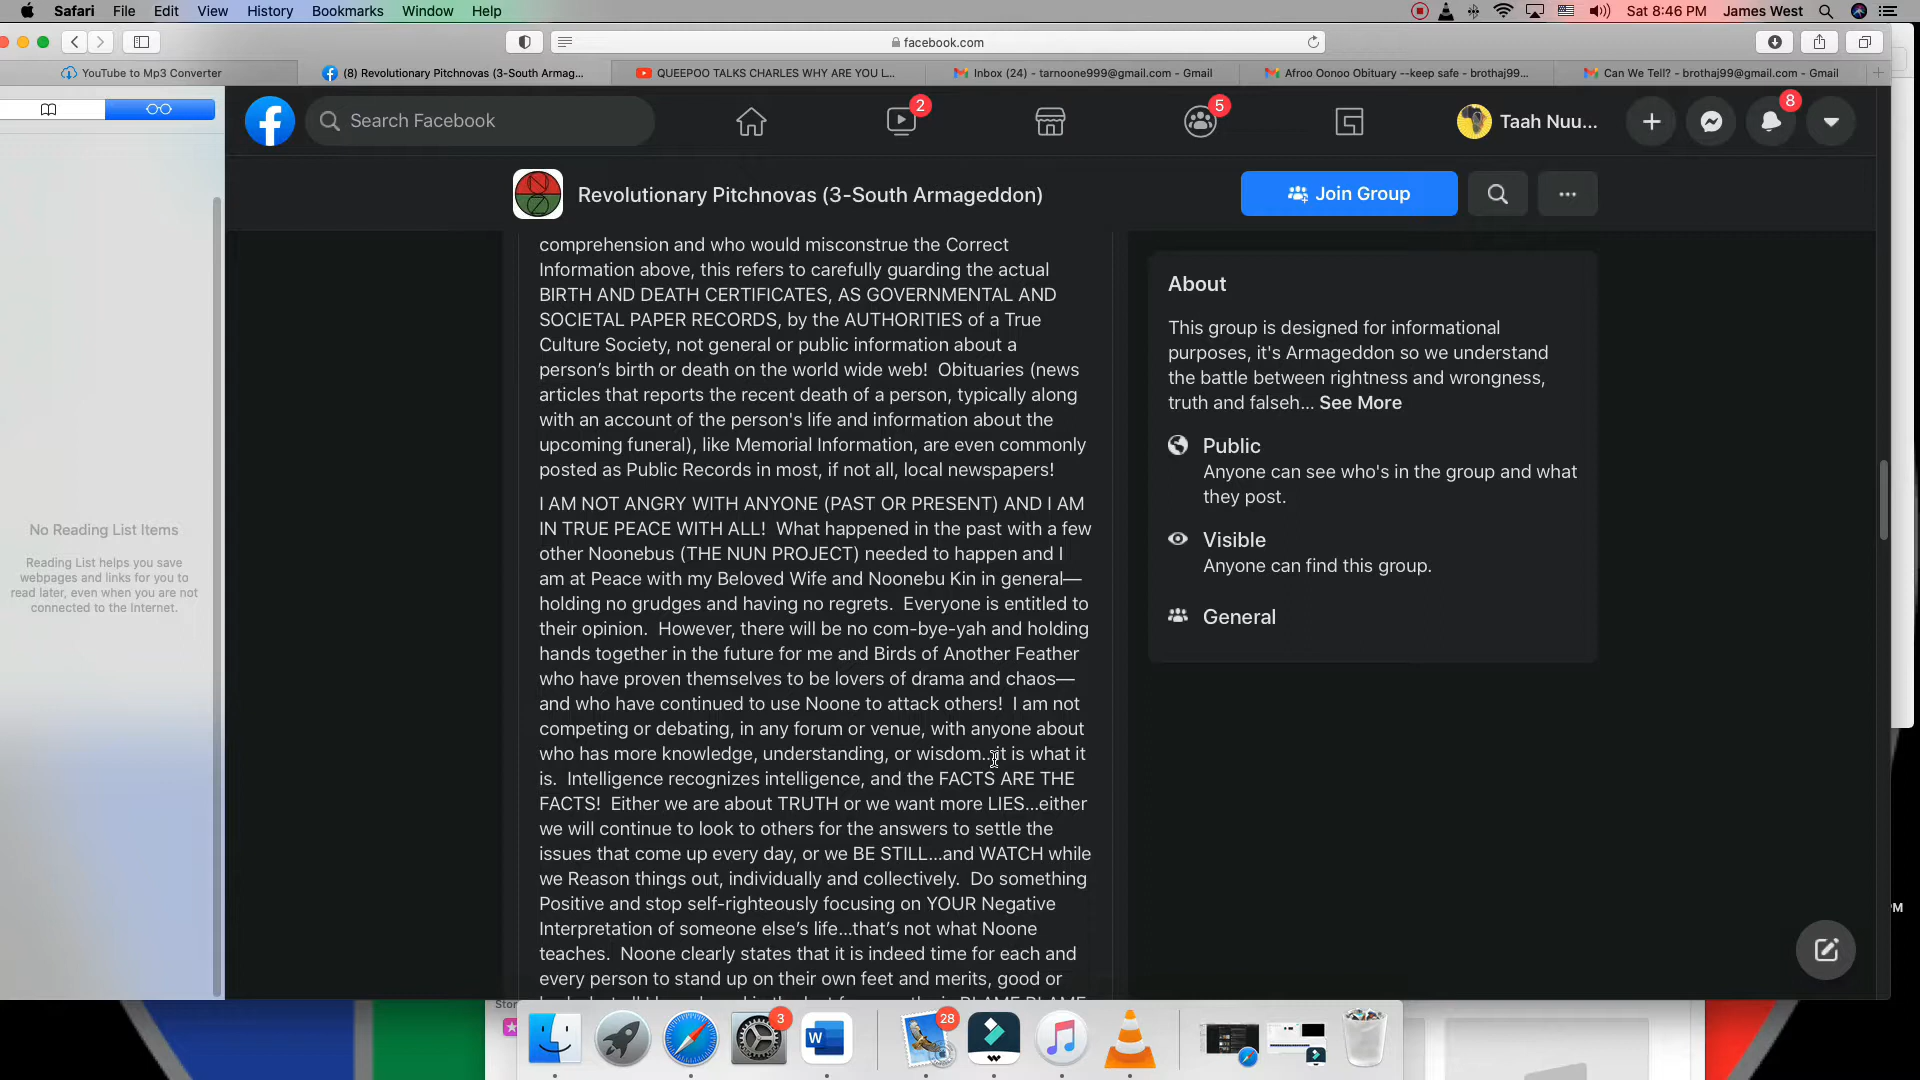 Safari File Edit View History Bookmarks Window Help
Sat 8:46 PM James West
facebook.com
YouTube to Mp3 Converter
(8) Revolutionary Pitchnovas (3-South Armag...
QUEEPOO TALKS CHARLES WHY ARE YOU L...
Inbox (24) - tarnoone999@gmail.com - Gmail
Afroo Oonoo Obituary --keep safe - brothaj99...
Can We Tell? - brothaj99@gmail.com - Gmail
Search Facebook
2
5
Taah Nuu...
8
Revolutionary Pitchnovas (3-South Armageddon)
Join Group
comprehension and who would misconstrue the Correct
Information above, this refers to carefully guarding the actual
BIRTH AND DEATH CERTIFICATES, AS GOVERNMENTAL AND
SOCIETAL PAPER RECORDS, by the AUTHORITIES of a True
Culture Society, not general or public information about a
person's birth or death on the world wide web!  Obituaries (news
articles that reports the recent death of a person, typically along
with an account of the person's life and information about the
upcoming funeral), like Memorial Information, are even commonly
posted as Public Records in most, if not all, local newspapers!
I AM NOT ANGRY WITH ANYONE (PAST OR PRESENT) AND I AM
IN TRUE PEACE WITH ALL!  What happened in the past with a few
other Noonebus (THE NUN PROJECT) needed to happen and I
am at Peace with my Beloved Wife and Noonebu Kin in general—
holding no grudges and having no regrets.  Everyone is entitled to
their opinion.  However, there will be no com-bye-yah and holding
hands together in the future for me and Birds of Another Feather
who have proven themselves to be lovers of drama and chaos—
and who have continued to use Noone to attack others!  I am not
competing or debating, in any forum or venue, with anyone about
who has more knowledge, understanding, or wisdom...it is what it
is.  Intelligence recognizes intelligence, and the FACTS ARE THE
FACTS!  Either we are about TRUTH or we want more LIES...either
we will continue to look to others for the answers to settle the
issues that come up every day, or we BE STILL...and WATCH while
we Reason things out, individually and collectively.  Do something
Positive and stop self-righteously focusing on YOUR Negative
Interpretation of someone else's life...that's not what Noone
teaches.  Noone clearly states that it is indeed time for each and
every person to stand up on their own feet and merits, good or
About
This group is designed for informational
purposes, it's Armageddon so we understand
the battle between rightness and wrongness,
truth and falseh... See More
Public
Anyone can see who's in the group and what
they post.
Visible
Anyone can find this group.
General
No Reading List Items
Reading List helps you save
webpages and links for you to
read later, even when you are not
connected to the Internet.
PM
3
28
W